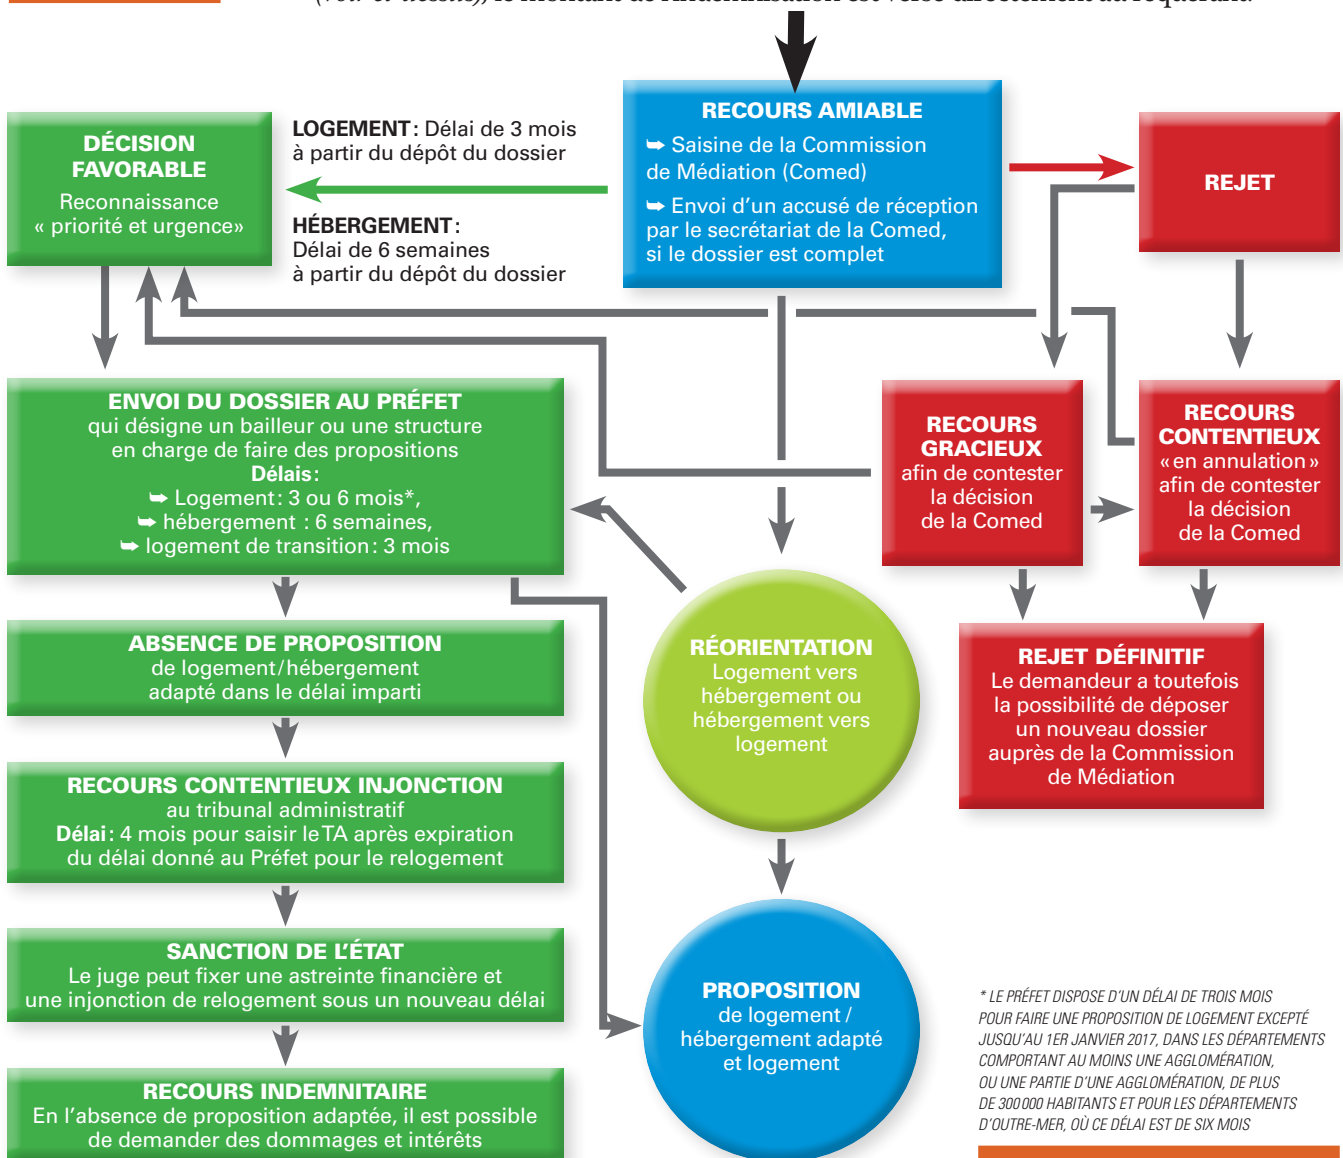 (voir ci-dessus), le montant de l'indemnisation est versé directement au requérant.
RECOURS AMIABLE
➥ Saisine de la Commission
de Médiation (Comed)
➥ Envoi d'un accusé de réception
par le secrétariat de la Comed,
si le dossier est complet
LOGEMENT : Délai de 3 mois
à partir du dépôt du dossier
HÉBERGEMENT :
Délai de 6 semaines
à partir du dépôt du dossier
DÉCISION
FAVORABLE
Reconnaissance
« priorité et urgence»
REJET
ENVOI DU DOSSIER AU PRÉFET
qui désigne un bailleur ou une structure
en charge de faire des propositions
Délais :
➥ Logement : 3 ou 6 mois*,
➥ hébergement : 6 semaines,
➥ logement de transition : 3 mois
RECOURS
GRACIEUX
afin de contester
la décision
de la Comed
RECOURS
CONTENTIEUX
« en annulation »
afin de contester
la décision
de la Comed
ABSENCE DE PROPOSITION
de logement/hébergement
adapté dans le délai imparti
RÉORIENTATION
Logement vers
hébergement ou
hébergement vers
logement
REJET DÉFINITIF
Le demandeur a toutefois
la possibilité de déposer
un nouveau dossier
auprès de la Commission
de Médiation
RECOURS CONTENTIEUX INJONCTION
au tribunal administratif
Délai : 4 mois pour saisir le TA après expiration
du délai donné au Préfet pour le relogement
SANCTION DE L'ÉTAT
Le juge peut fixer une astreinte financière et
une injonction de relogement sous un nouveau délai
PROPOSITION
de logement /
hébergement adapté
et logement
RECOURS INDEMNITAIRE
En l'absence de proposition adaptée, il est possible
de demander des dommages et intérêts
* LE PRÉFET DISPOSE D'UN DÉLAI DE TROIS MOIS
POUR FAIRE UNE PROPOSITION DE LOGEMENT EXCEPTÉ
JUSQU'AU 1ER JANVIER 2017, DANS LES DÉPARTEMENTS
COMPORTANT AU MOINS UNE AGGLOMÉRATION,
OU UNE PARTIE D'UNE AGGLOMÉRATION, DE PLUS
DE 300 000 HABITANTS ET POUR LES DÉPARTEMENTS
D'OUTRE-MER, OÙ CE DÉLAI EST DE SIX MOIS